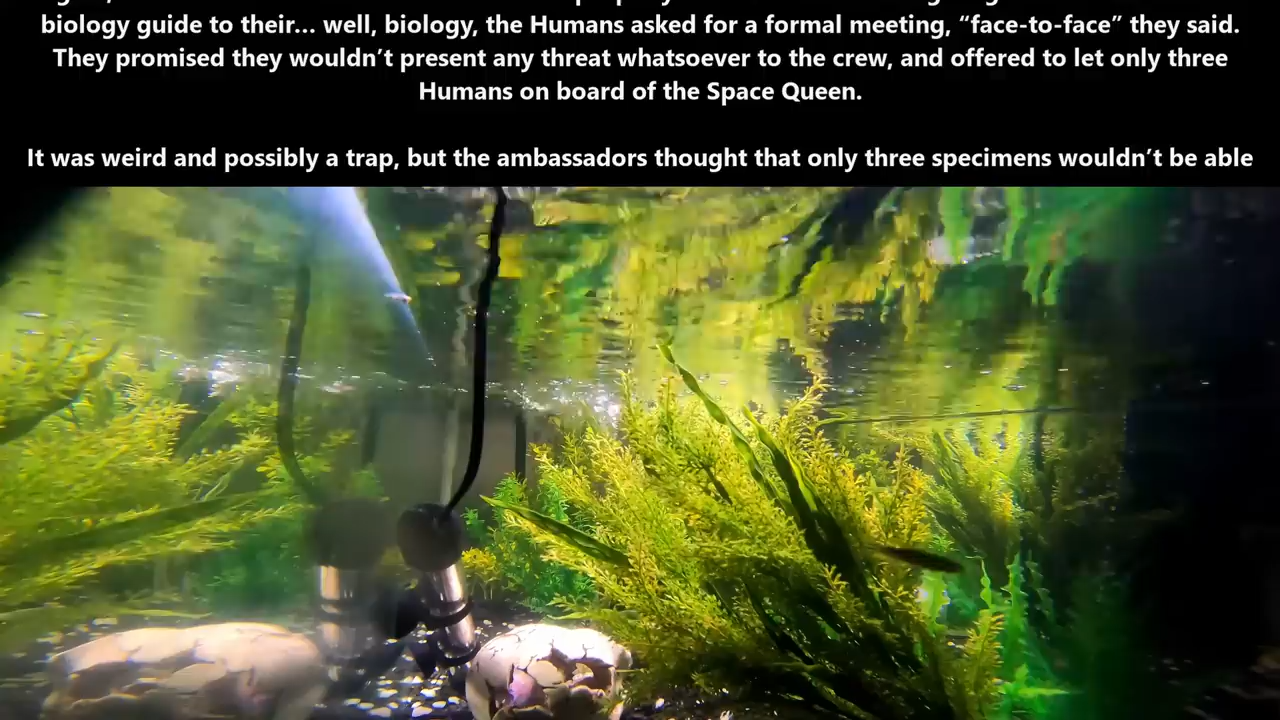 biology guide to their... well, biology, the Humans asked for a formal meeting, “face-to-face” they said.
They promised they wouldn’t present any threat whatsoever to the crew, and offered to let only three
Humans on board of the Space Queen.
It was weird and possibly a trap, but the ambassadors thought that only three specimens wouldn’t be able